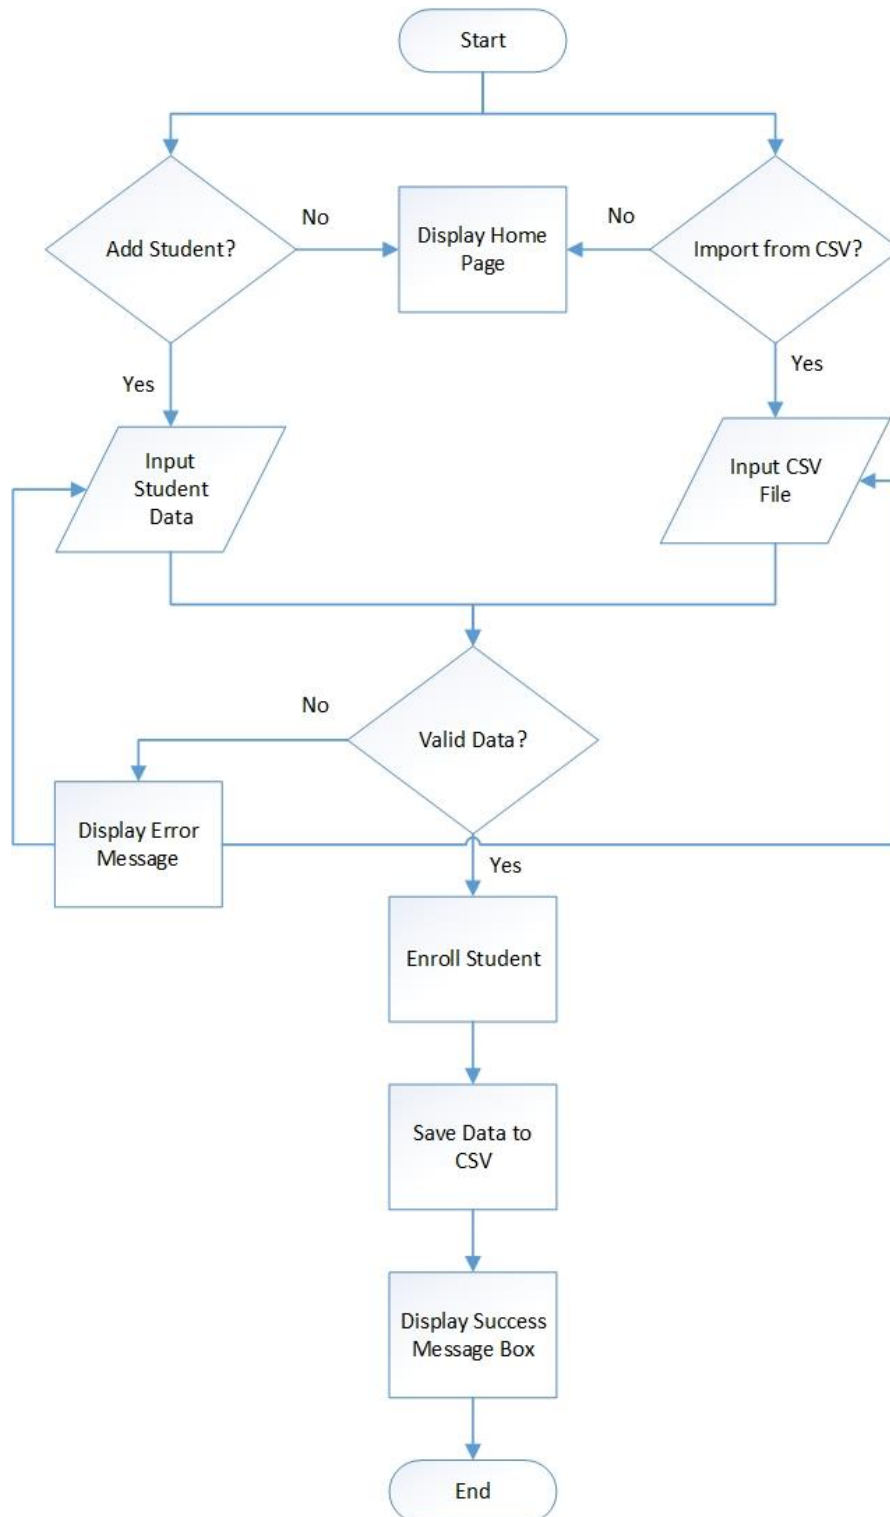 Start
Add Student?
No
Display Home
Page
No
Import from CSV?
Yes
Yes
Input
Student
Data
Input CSV
File
No
Valid Data?
Display Error
Message
Yes
Enroll Student
Save Data to
CSV
Display Success
Message Box
End